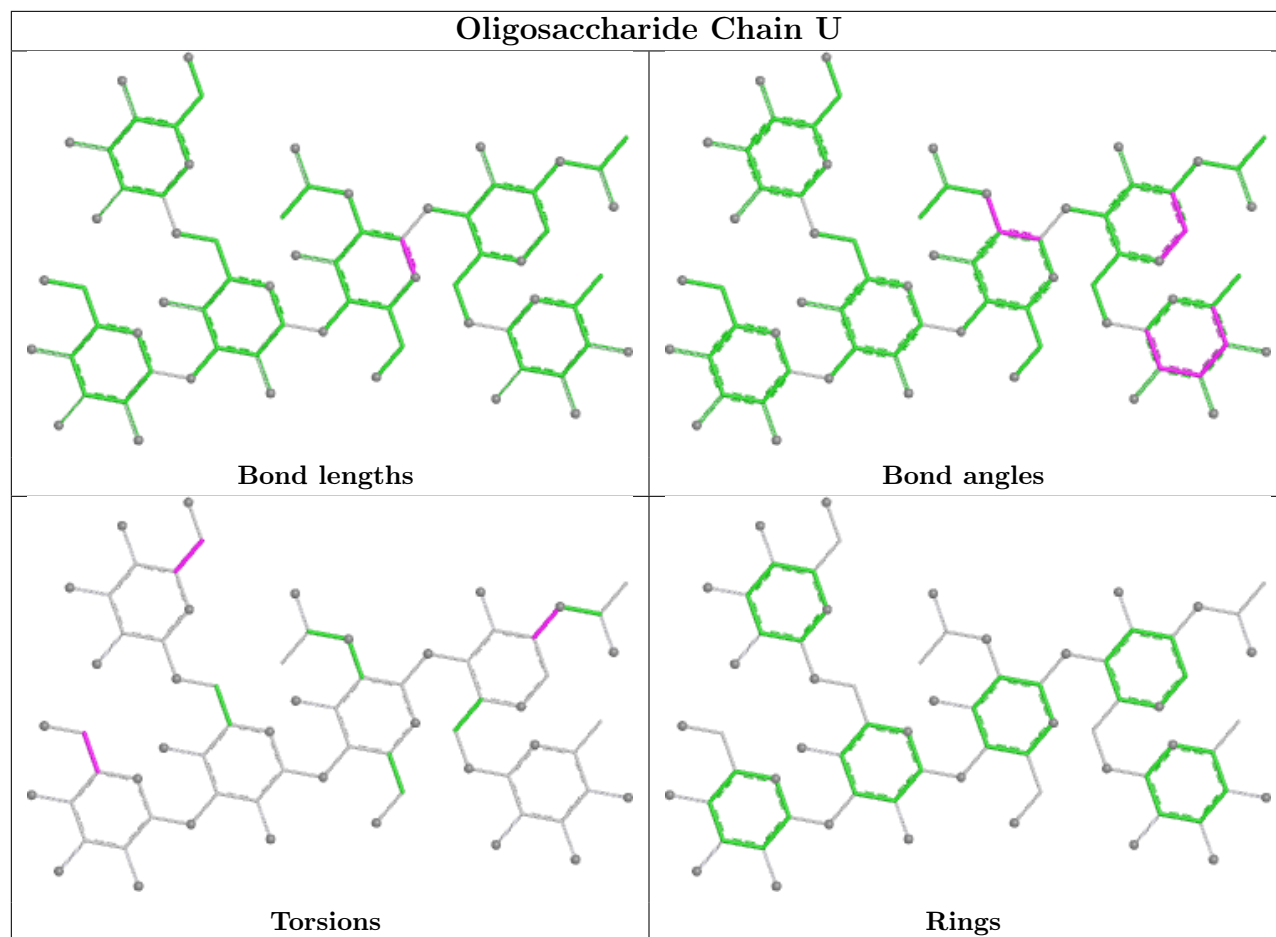 Oligosaccharide Chain U
Bond lengths
Bond angles
Torsions
Rings